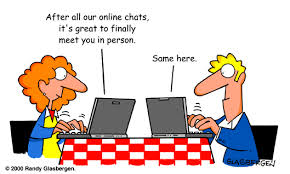 After all our online chats,
it's great to finally
meet you in person.
Same here.
GLASBERGEN
© 2000 Randy Glasbergen.